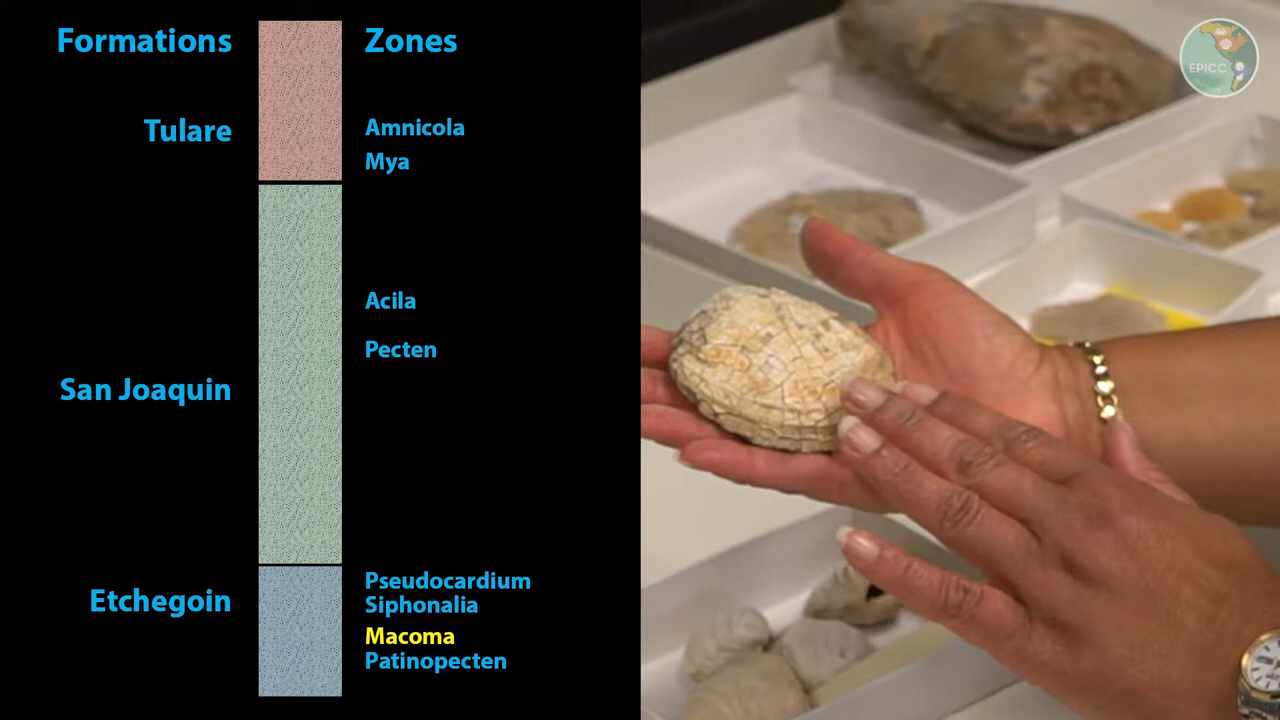 Formations
Zones
Tulare
Amnicola
Mya
Acila
Pecten
San Joaquin
Etchegoin
Pseudocardium
Siphonalia
Macoma
Patinopecten
EPICC